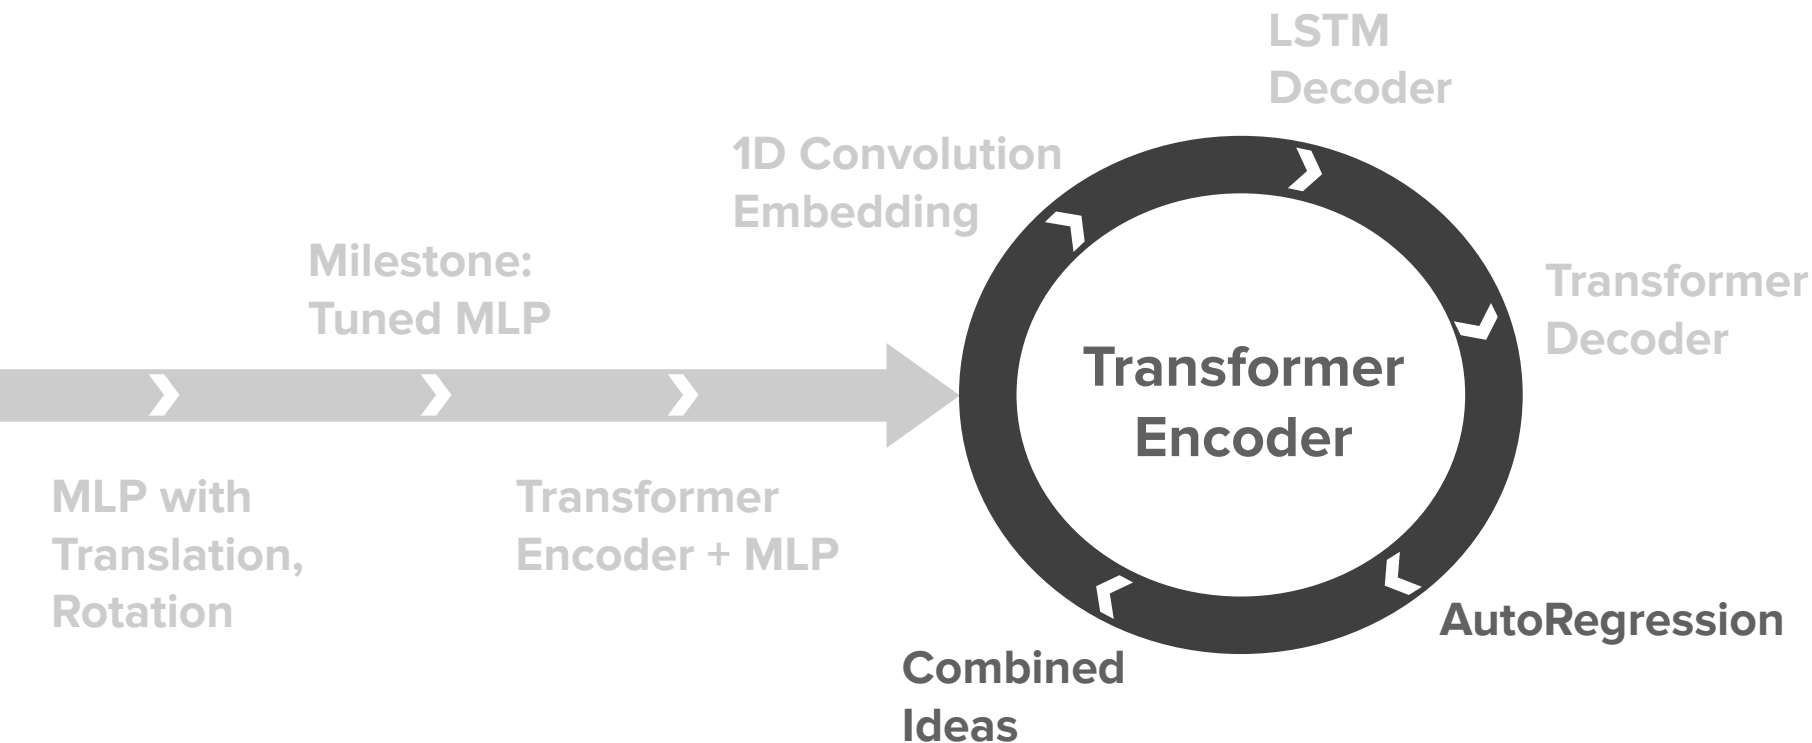 MLP with
Translation,
Rotation
Milestone:
Tuned MLP
Transformer
Encoder + MLP
1D Convolution
Embedding
LSTM
Decoder
Transformer
Decoder
AutoRegression
Combined
Ideas
Transformer
Encoder